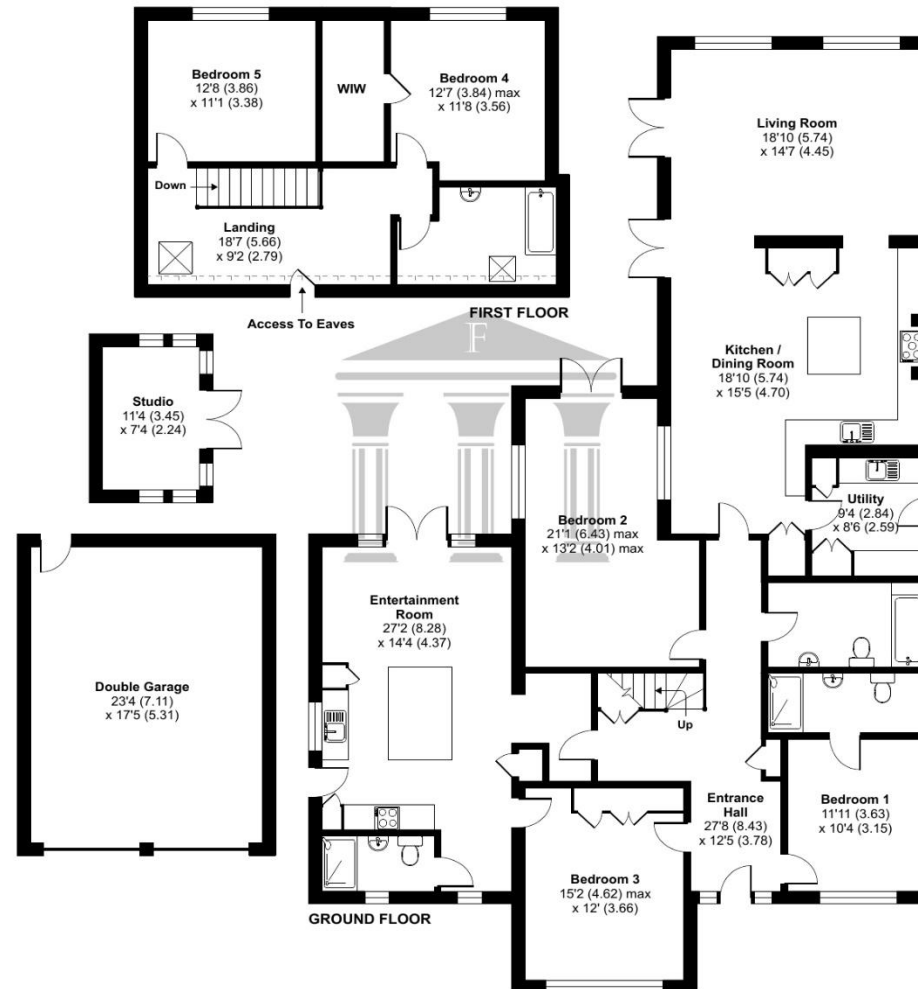 Bedroom 5
12'8 (3.86)
x 11'1 (3.38)
WIW
Bedroom 4
12'7 (3.84) max
x 11'8 (3.56)
Down
Landing
18'7 (5.66)
x 9'2 (2.79)
Access To Eaves
FIRST FLOOR
Living Room
18'10 (5.74)
x 14'7 (4.45)
F
Kitchen /
Dining Room
18'10 (5.74)
x 15'5 (4.70)
Studio
11'4 (3.45)
x 7'4 (2.24)
Utility
9'4 (2.84)
x 8'6 (2.59)
Bedroom 2
21'1 (6.43) max
x 13'2 (4.01) max
Entertainment
Room
27'2 (8.28)
x 14'4 (4.37)
Double Garage
23'4 (7.11)
x 17'5 (5.31)
Up
Entrance
Hall
27'8 (8.43)
x 12'5 (3.78)
Bedroom 1
11'11 (3.63)
x 10'4 (3.15)
Bedroom 3
15'2 (4.62) max
x 12' (3.66)
GROUND FLOOR